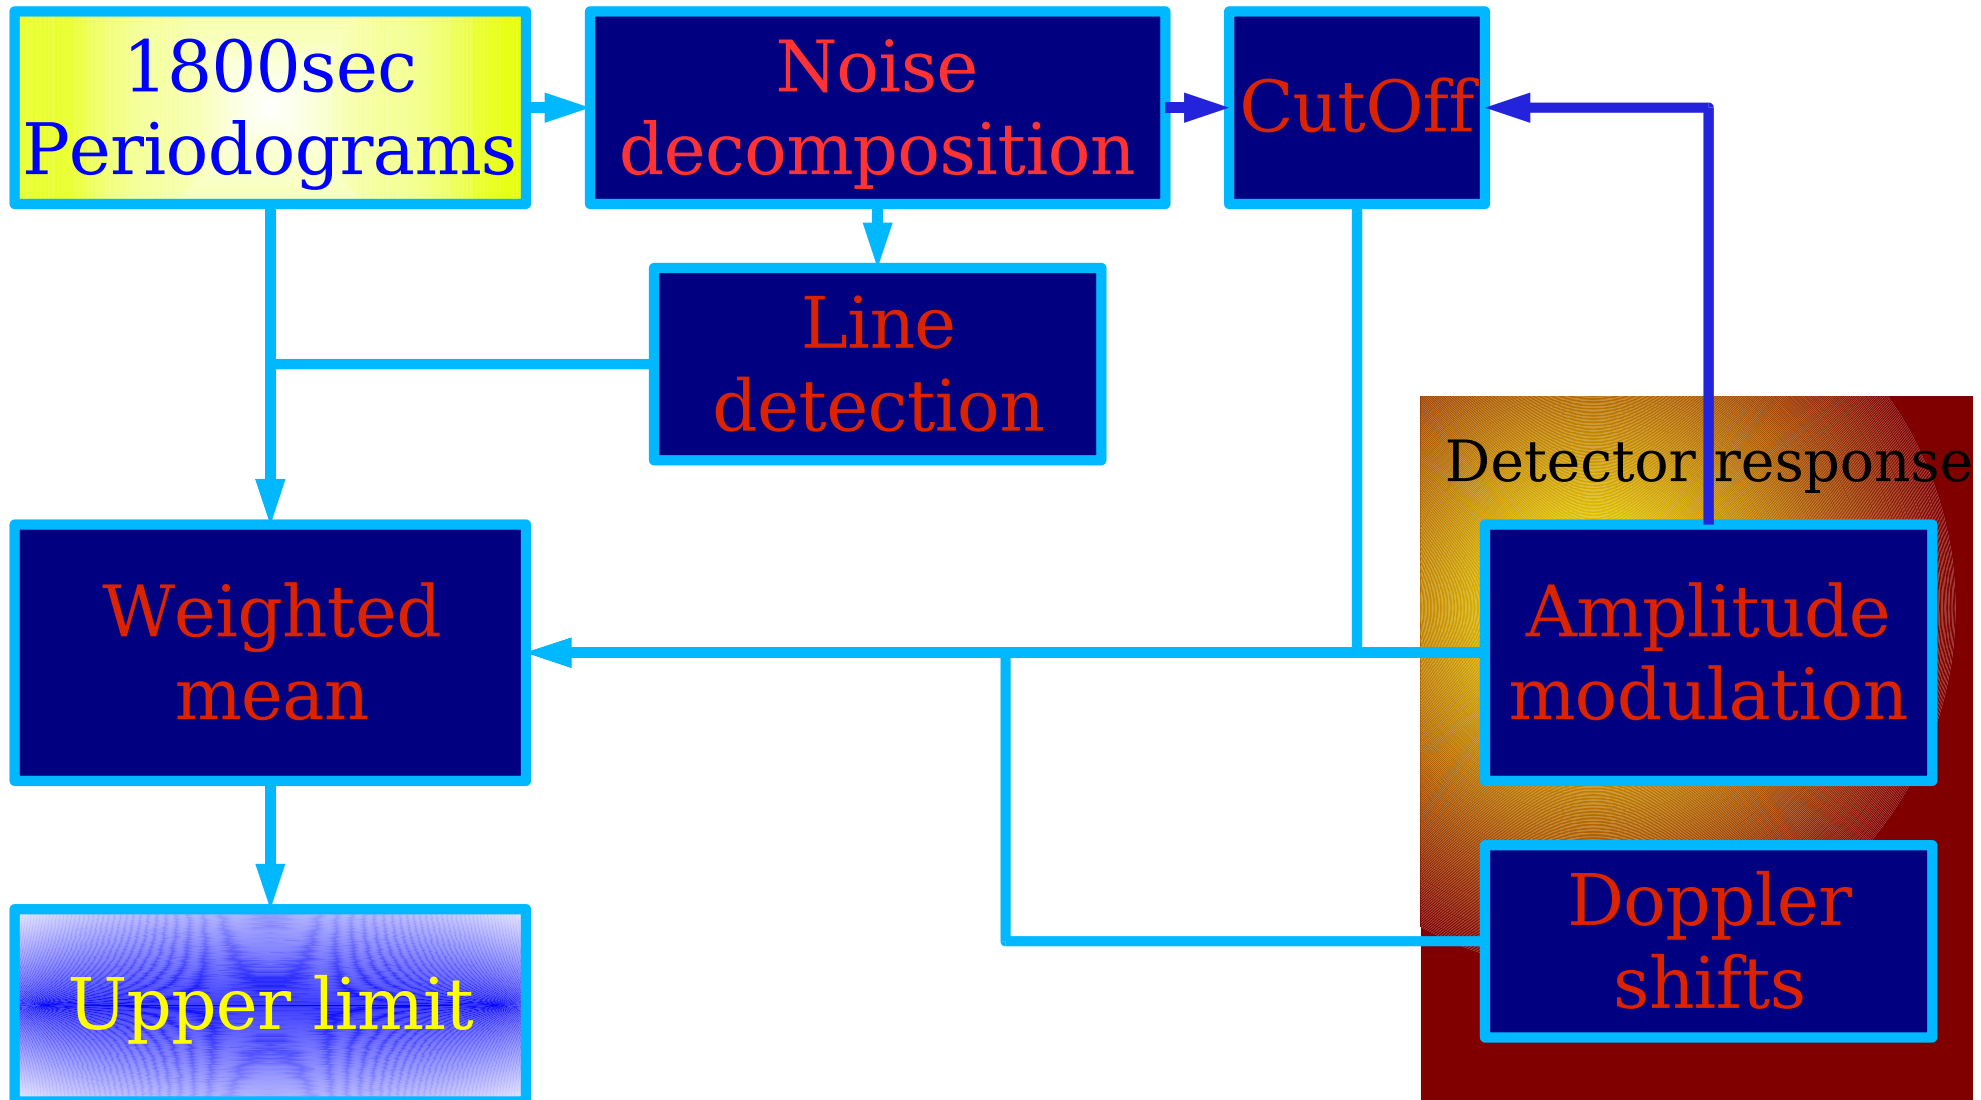 1800sec
Periodograms
Noise
decomposition
CutOff
Line
detection
Detector response
Weighted
mean
Amplitude
modulation
Doppler
shifts
Upper limit